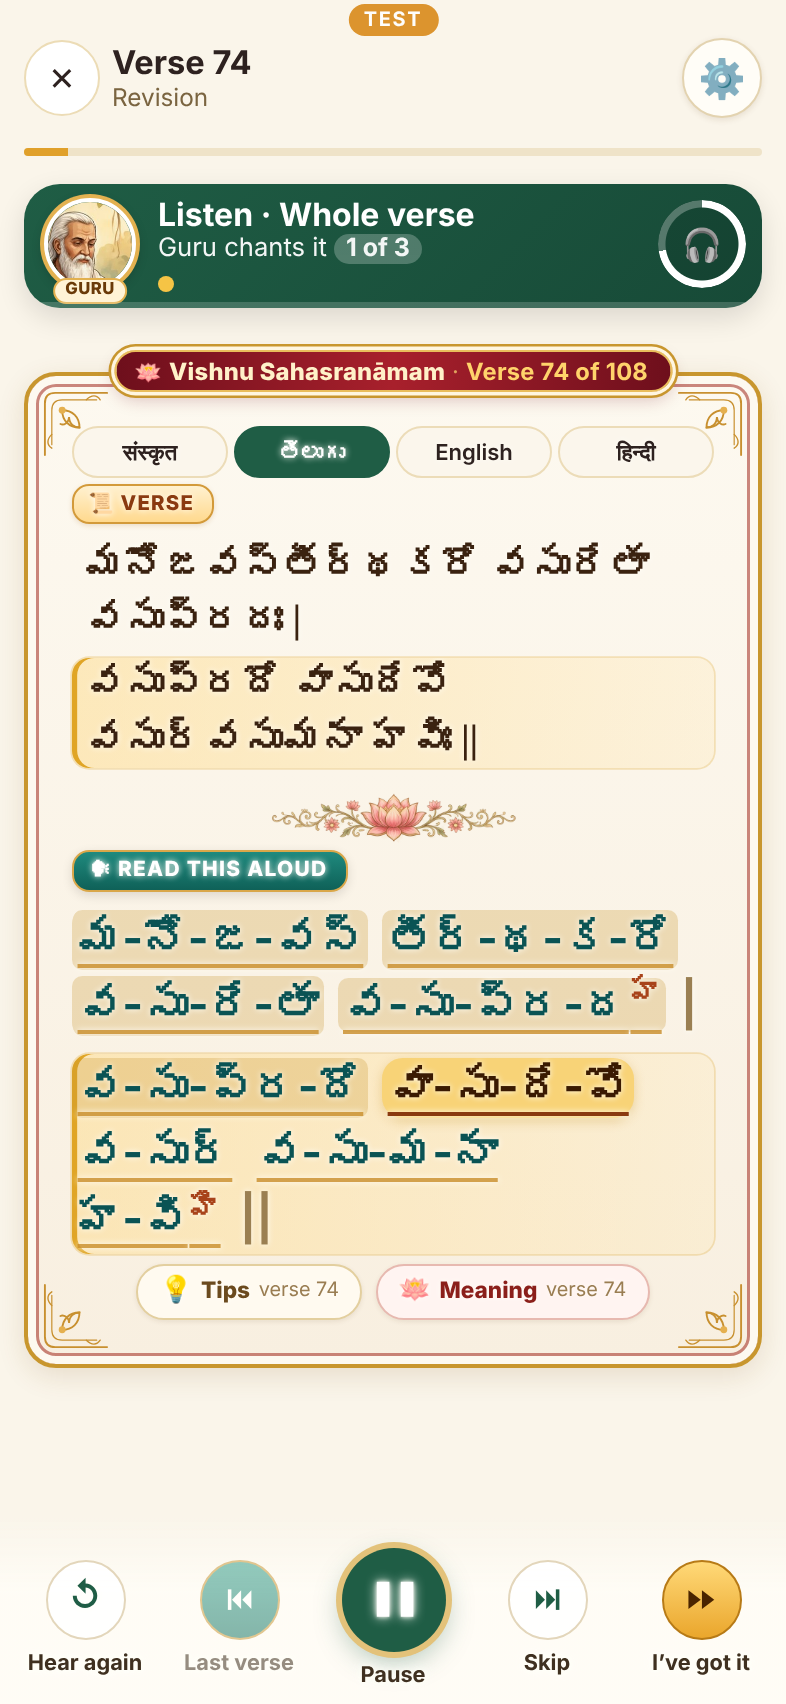 TEST
Verse 74
Revision
Listen · Whole verse
Guru chants it 1 of 3
GURU
Vishnu Sahasranāmam · Verse 74 of 108
संस्कृत తెలుగు English हिन्दी
VERSE
మనోజవస్తీర్థకరో వసురేతా
వసుప్రదః |
వసుప్రదో వాసుదేవో
వసుర్వసుమనా హవిః ||
READ THIS ALOUD
మ-నో-జ-వస్ తీర్-థ-క-రో
వ-సు-రే-తా వ-సు-ప్ర-దహ |
వ-సు-ప్ర-దో వా-సు-దే-వో
వ-సుర్ వ-సు-మ-నా
హ-విహి ||
Tips verse 74 Meaning verse 74
Hear again Last verse Pause Skip I’ve got it